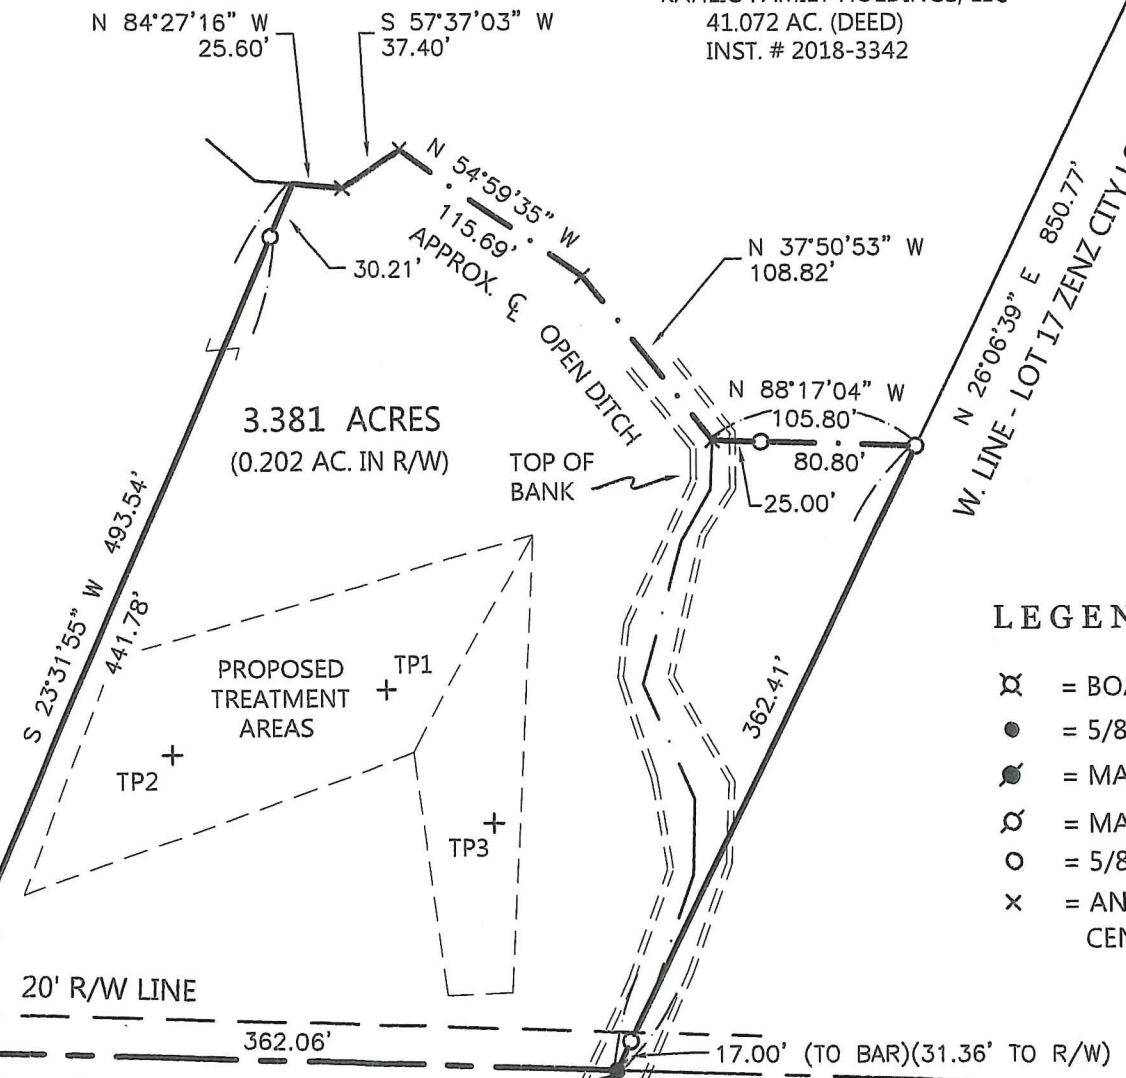 N 84°27'16" W
25.60'
S 57°37'03" W
37.40'
41.072 AC. (DEED)
INST. # 2018-3342
N 54°59'35" W
115.69'
APPROX. ℄ OPEN DITCH
30.21'
N 37°50'53" W
108.82'
N 26°06'39" E 850.77'
W. LINE - LOT 17 ZENZ CITY
N 88°17'04" W
105.80'
80.80'
25.00'
3.381 ACRES
(0.202 AC. IN R/W)
TOP OF
BANK
S 23°31'55" W 493.54'
441.78'
PROPOSED
TREATMENT
AREAS
TP1
TP2
TP3
362.41'
LEGEN
= BOA
= 5/8
= MA
= MA
= 5/8
= AN
CEN
20' R/W LINE
362.06'
17.00' (TO BAR)(31.36' TO R/W)